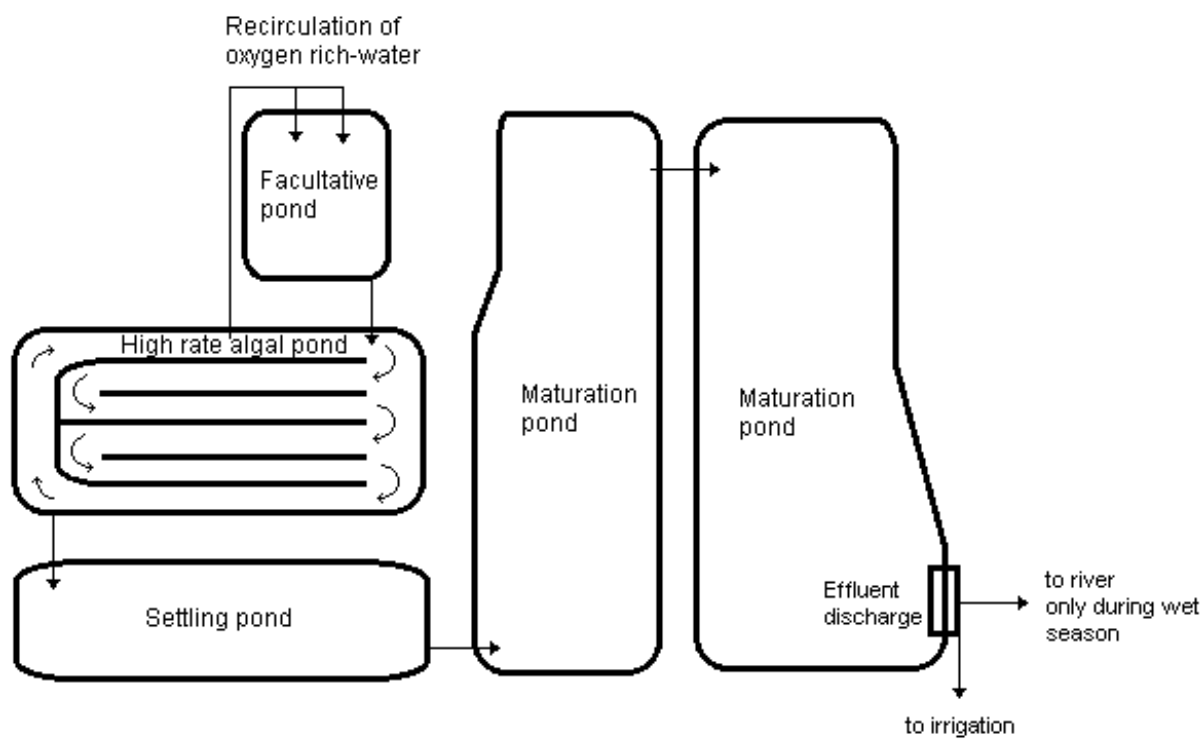 Recirculation of
oxygen rich-water
Facultative
pond
High rate algal pond
Settling pond
Maturation
pond
Maturation
pond
Effluent
discharge
to river
only during wet
season
to irrigation